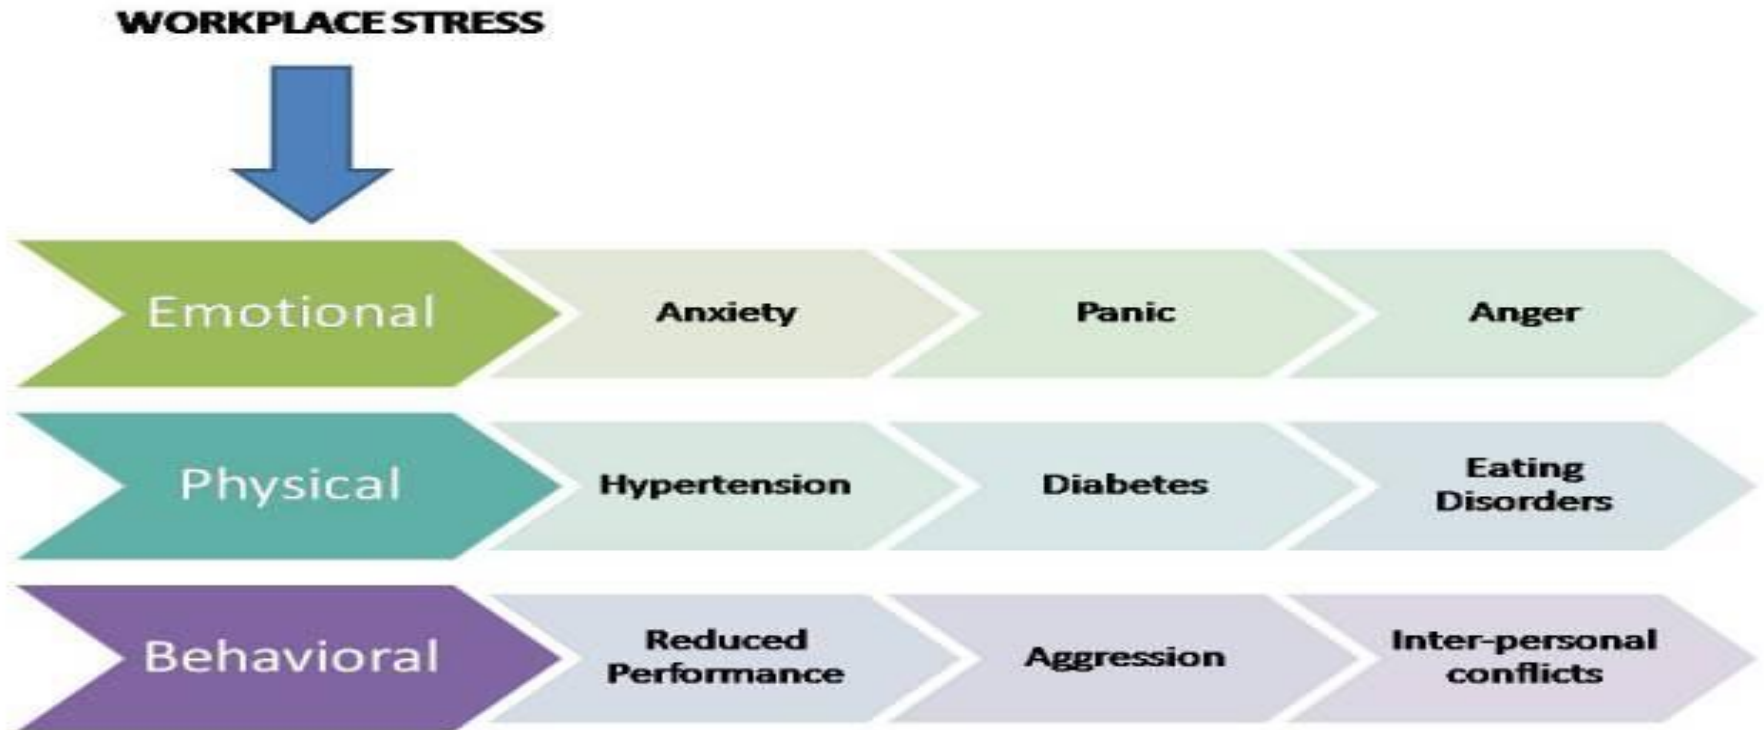 WORKPLACE STRESS
Emotional
Anxiety
Panic
Anger
Physical
Hypertension
Diabetes
Eating
Disorders
Behavioral
Reduced
Performance
Aggression
Inter-personal
conflicts